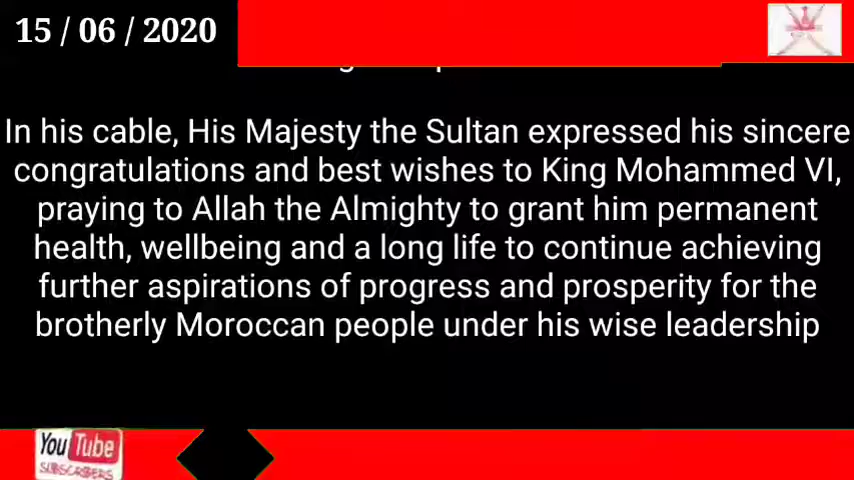 15 / 06 / 2020
In his cable, His Majesty the Sultan expressed his sincere
congratulations and best wishes to King Mohammed VI,
praying to Allah the Almighty to grant him permanent
health, wellbeing and a long life to continue achieving
further aspirations of progress and prosperity for the
brotherly Moroccan people under his wise leadership
You Tube
SUBSCRIBERS